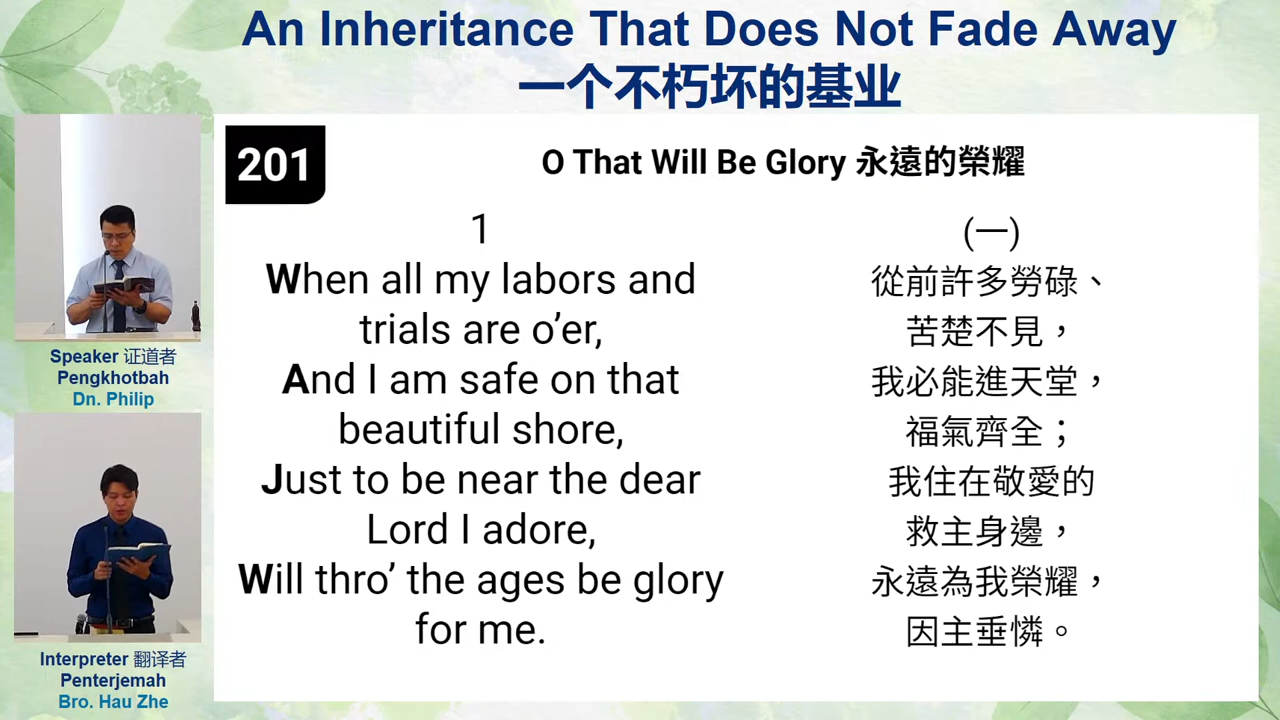 An Inheritance That Does Not Fade Away
一个不朽坏的基业
Speaker 证道者
Pengkhotbah
Dn. Philip
Interpreter 翻译者
Penterjemah
Bro. Hau Zhe
201
O That Will Be Glory 永遠的榮耀
1
When all my labors and
trials are o’er,
And I am safe on that
beautiful shore,
Just to be near the dear
Lord I adore,
Will thro’ the ages be glory
for me.
(一)
從前許多勞碌、
苦楚不見，
我必能進天堂，
福氣齊全；
我住在敬愛的
救主身邊，
永遠為我榮耀，
因主垂憐。